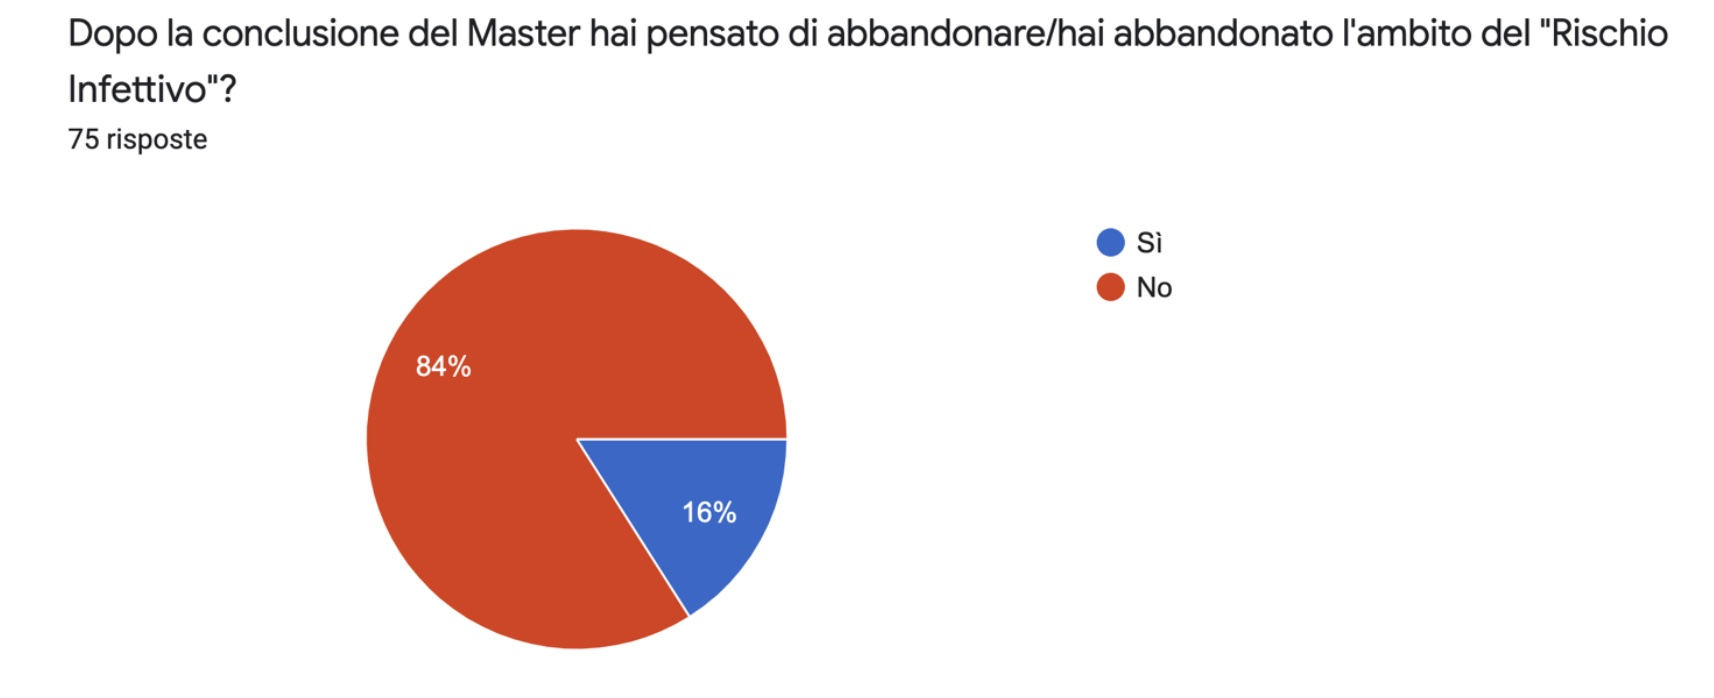 Dopo la conclusione del Master hai pensato di abbandonare/hai abbandonato l'ambito del "Rischio
Infettivo"?
75 risposte
Sì
No
84%
16%